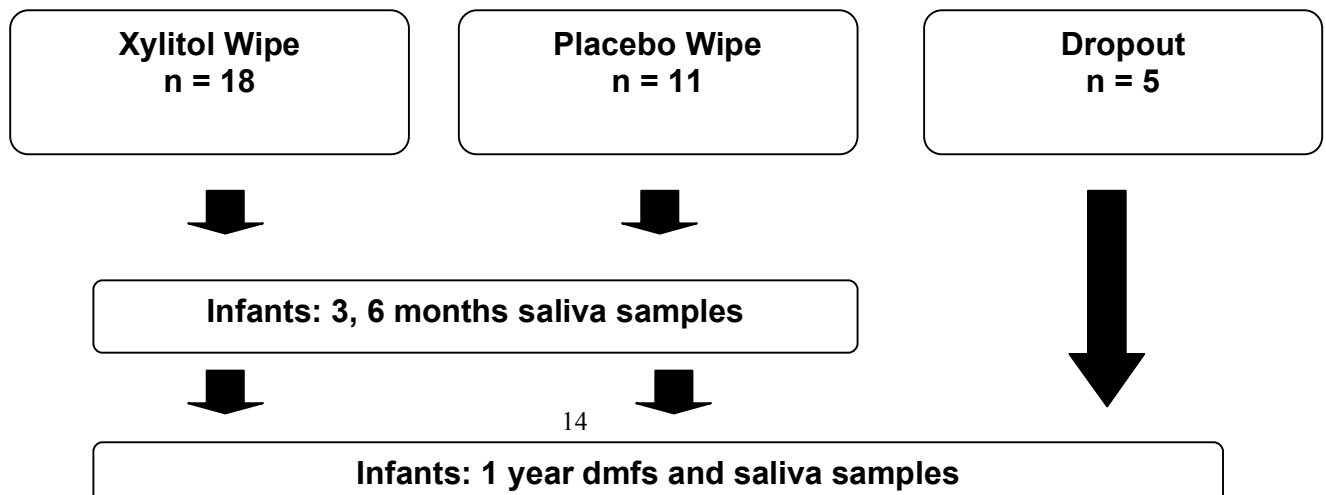 Xylitol Wipe
n = 18
Placebo Wipe
n = 11
Dropout
n = 5
Infants: 3, 6 months saliva samples
14
Infants: 1 year dmfs and saliva samples